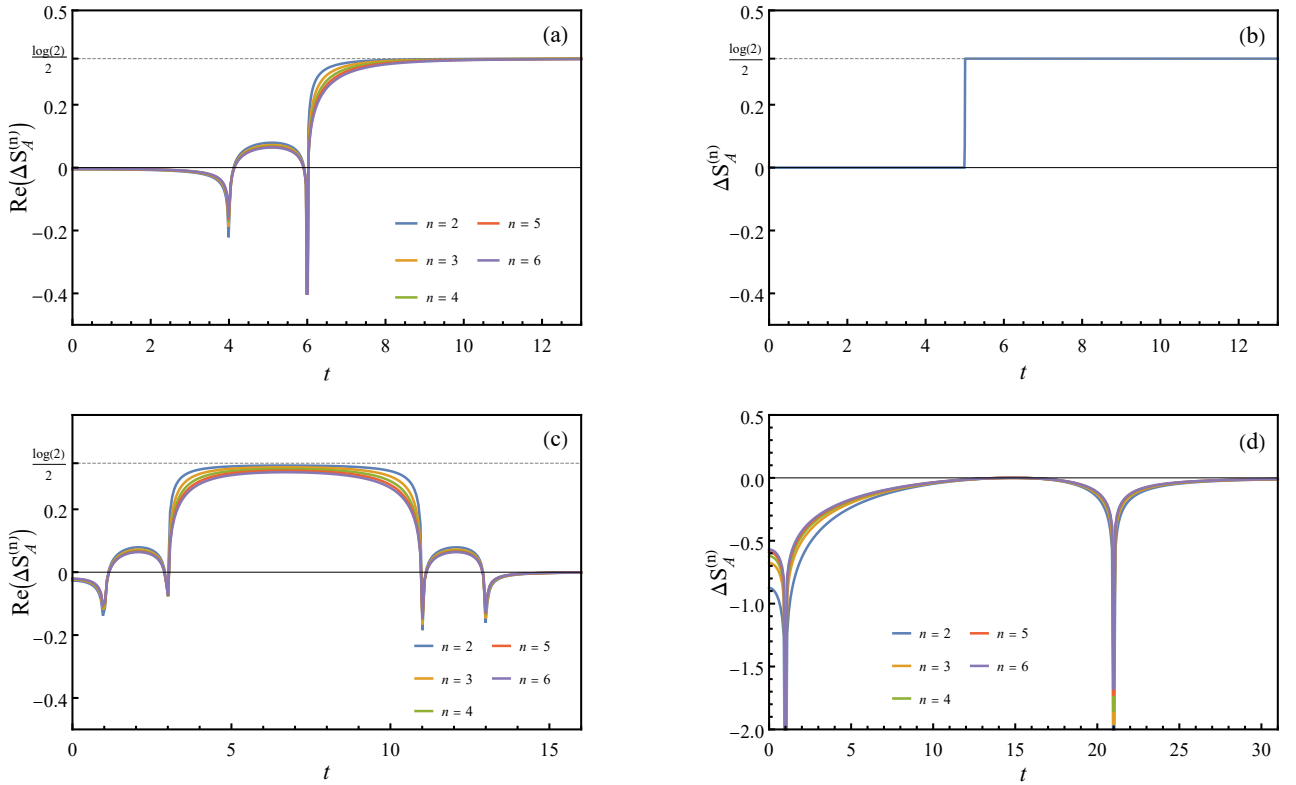 (a)
Re(ΔS_A^(n))
0.5
log(2)/2
0.2
0
−0.2
−0.4
n = 2 n = 5
n = 3 n = 6
n = 4
0 2 4 6 8 10 12
t
(b)
ΔS_A^(n)
0.5
log(2)/2
0.2
0
−0.2
−0.4
0 2 4 6 8 10 12
t
(c)
Re(ΔS_A^(n))
0.5
log(2)/2
0.2
0
−0.2
−0.4
n = 2 n = 5
n = 3 n = 6
n = 4
0 5 10 15
t
(d)
ΔS_A^(n)
0.5
0.0
−0.5
−1.0
−1.5
−2.0
n = 2 n = 5
n = 3 n = 6
n = 4
0 5 10 15 20 25 30
t